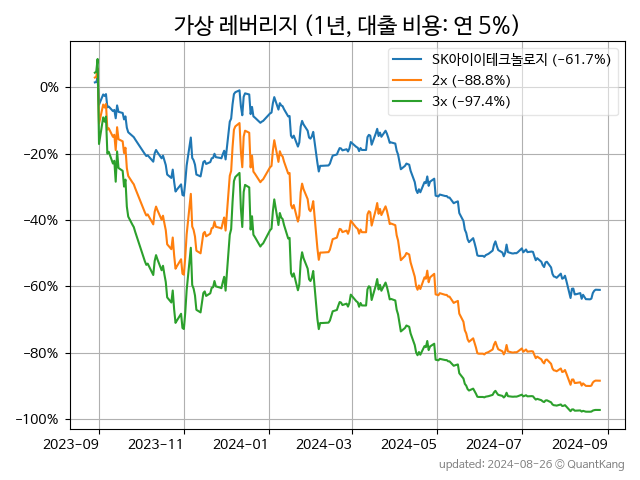 가상 레버리지 (1년, 대출 비용: 연 5%)
SK아이이테크놀로지 (−61.7%)
2x (−88.8%)
3x (−97.4%)
0%
−20%
−40%
−60%
−80%
−100%
2023-09 2023-11 2024-01 2024-03 2024-05 2024-07 2024-09
updated: 2024-08-26 © QuantKang